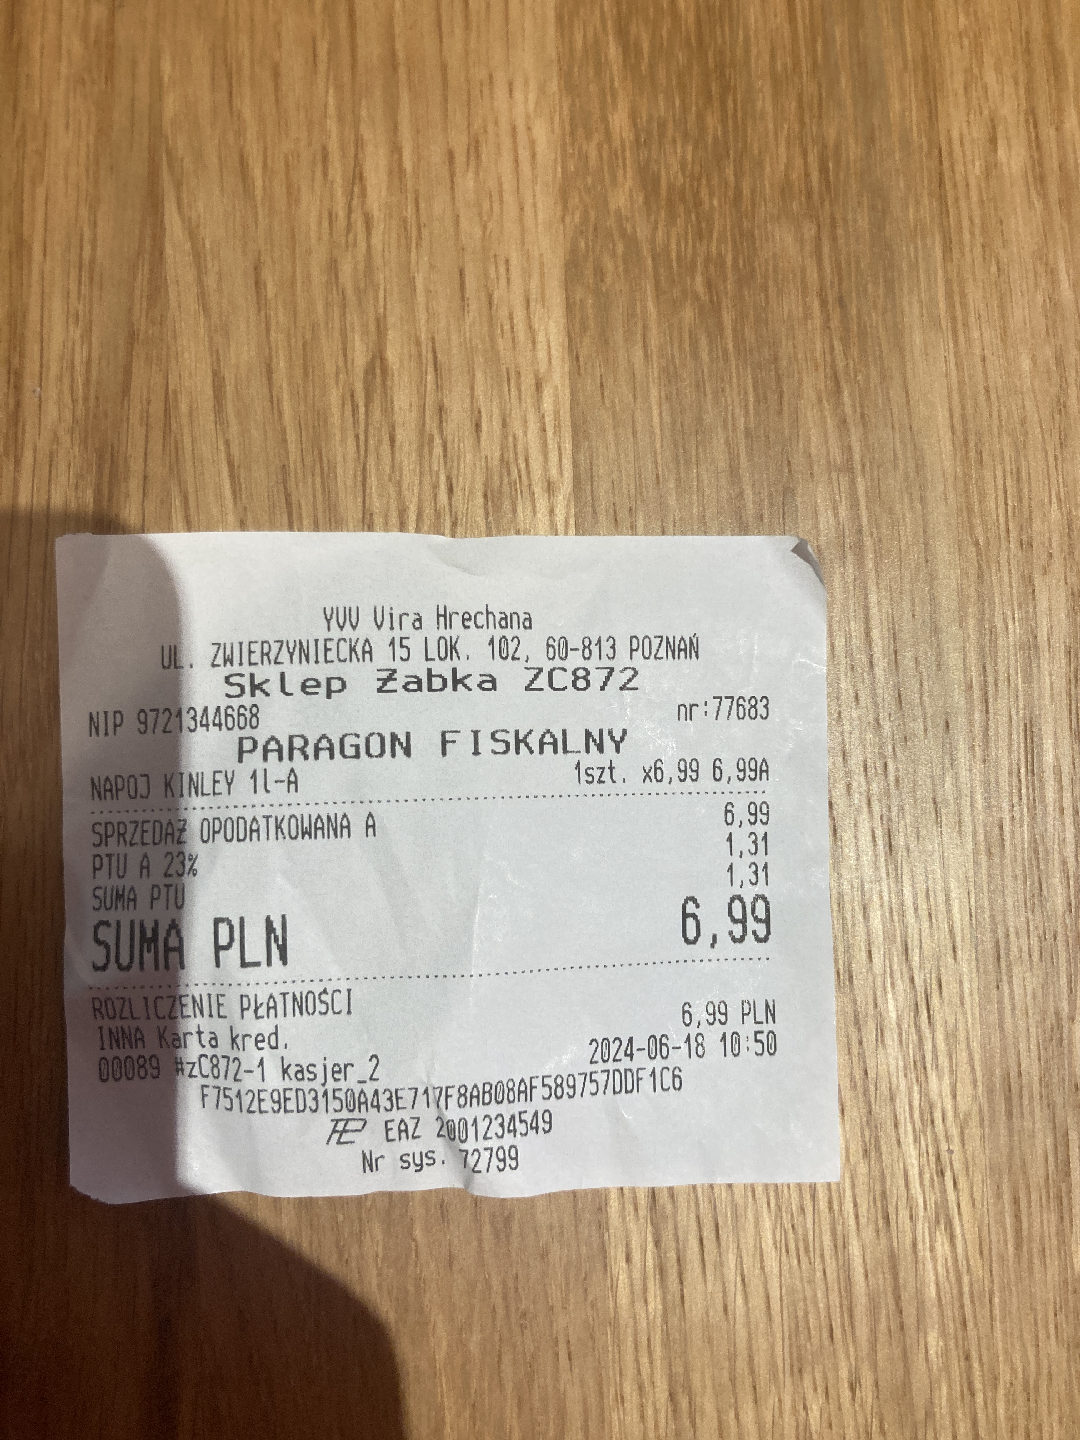 YVV Vira Hrechana
UL. ZWIERZYNIECKA 15 LOK. 102, 60-813 POZNAŃ
Sklep Żabka ZC872
NIP 9721344668 nr:77683
PARAGON FISKALNY
NAPOJ KINLEY 1l-A 1szt. x6,99 6,99A
SPRZEDAŻ OPODATKOWANA A 6,99
PTU A 23% 1,31
SUMA PTU 1,31
SUMA PLN 6,99
ROZLICZENIE PŁATNOŚCI
INNA Karta kred. 6,99 PLN
00089 #zC872-1 kasjer_2 2024-06-18 10:50
F7512E9ED3150A43E717F8AB08AF589757DDF1C6
EAZ 2001234549
Nr sys. 72799